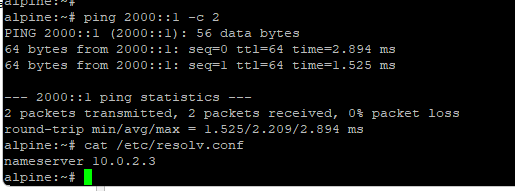 alpine:~#
alpine:~# ping 2000::1 -c 2
PING 2000::1 (2000::1): 56 data bytes
64 bytes from 2000::1: seq=0 ttl=64 time=2.894 ms
64 bytes from 2000::1: seq=1 ttl=64 time=1.525 ms

--- 2000::1 ping statistics ---
2 packets transmitted, 2 packets received, 0% packet loss
round-trip min/avg/max = 1.525/2.209/2.894 ms
alpine:~# cat /etc/resolv.conf
nameserver 10.0.2.3
alpine:~#